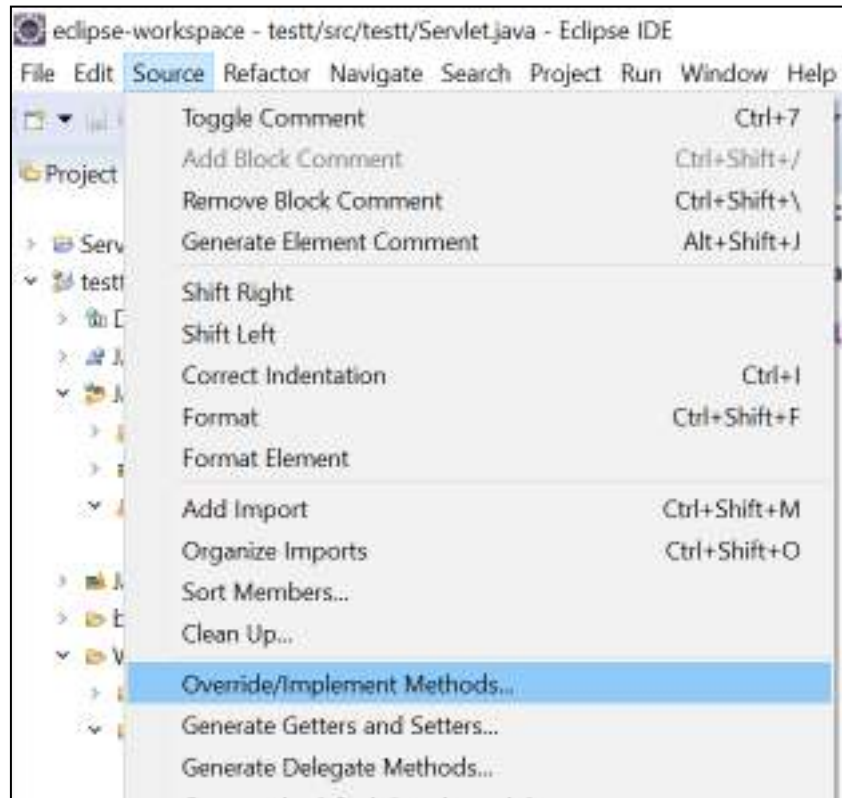 eclipse-workspace - testt/src/testt/Servlet.java - Eclipse IDE
File Edit Source Refactor Navigate Search Project Run Window Help
Toggle Comment Ctrl+7
Add Block Comment Ctrl+Shift+/
Project
Remove Block Comment Ctrl+Shift+\
Serv
Generate Element Comment Alt+Shift+J
testt
Shift Right
Shift Left
Correct Indentation Ctrl+I
Format Ctrl+Shift+F
Format Element
Add Import Ctrl+Shift+M
Organize Imports Ctrl+Shift+O
Sort Members...
Clean Up...
Override/Implement Methods...
Generate Getters and Setters...
Generate Delegate Methods...